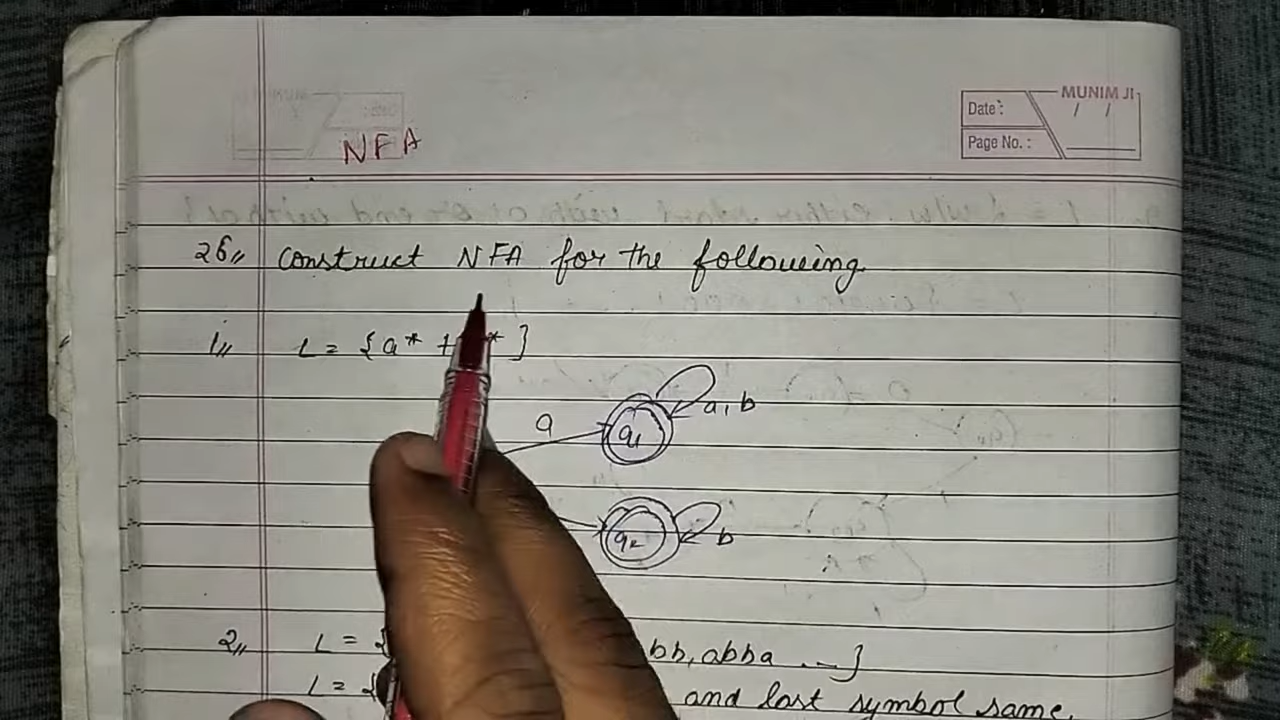 MUNIM JI
Date: / /
Page No. :
NFA
26,, Construct NFA for the following
1,, L = {a* + * }
a
q1
a, b
q2
b
2,, L = { bb, abba ... }
L = { and last symbol same.